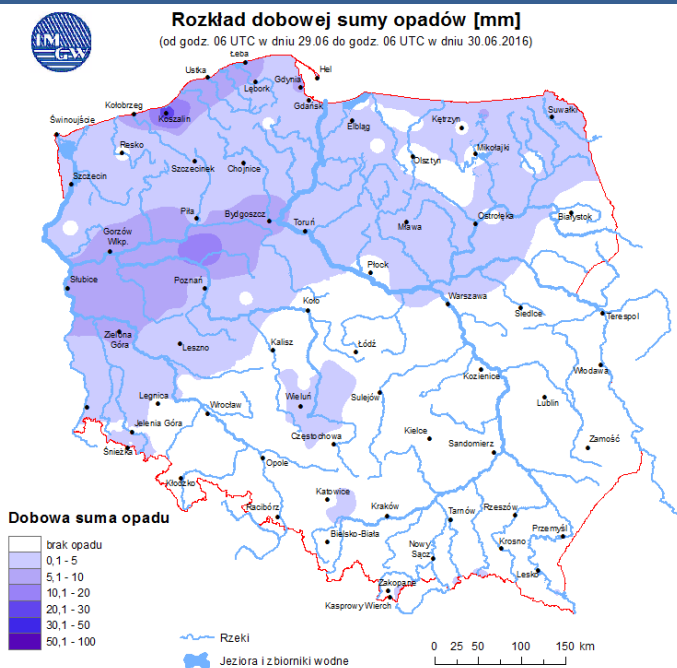 Rozkład dobowej sumy opadów [mm]
(od godz. 06 UTC w dniu 29.06 do godz. 06 UTC w dniu 30.06.2016)
IM
GW
Łeba
Ustka
Hel
Gdynia
Lębork
Gdańsk
Kołobrzeg
Koszalin
Świnoujście
Elbląg
Kętrzyn
Suwałki
Resko
Szczecinek
Chojnice
Olsztyn
Mikołajki
Szczecin
Piła
Bydgoszcz
Toruń
Mława
Ostrołęka
Białystok
Gorzów
Wlkp.
Płock
Słubice
Poznań
Koło
Warszawa
Siedlce
Terespol
Zielona
Góra
Leszno
Kalisz
Łódź
Kozienice
Włodawa
Legnica
Wrocław
Wieluń
Sulejów
Lublin
Jelenia Góra
Częstochowa
Kielce
Sandomierz
Zamość
Śnieżka
Opole
Kłodzko
Katowice
Racibórz
Kraków
Tarnów
Rzeszów
Przemyśl
Bielsko-Biała
Nowy
Sącz
Krosno
Lesko
Zakopane
Kasprowy Wierch
Dobowa suma opadu
brak opadu
0,1 - 5
5,1 - 10
10,1 - 20
20,1 - 30
30,1 - 50
50,1 - 100
Rzeki
Jeziora i zbiorniki wodne
0 25 50 100 150 km